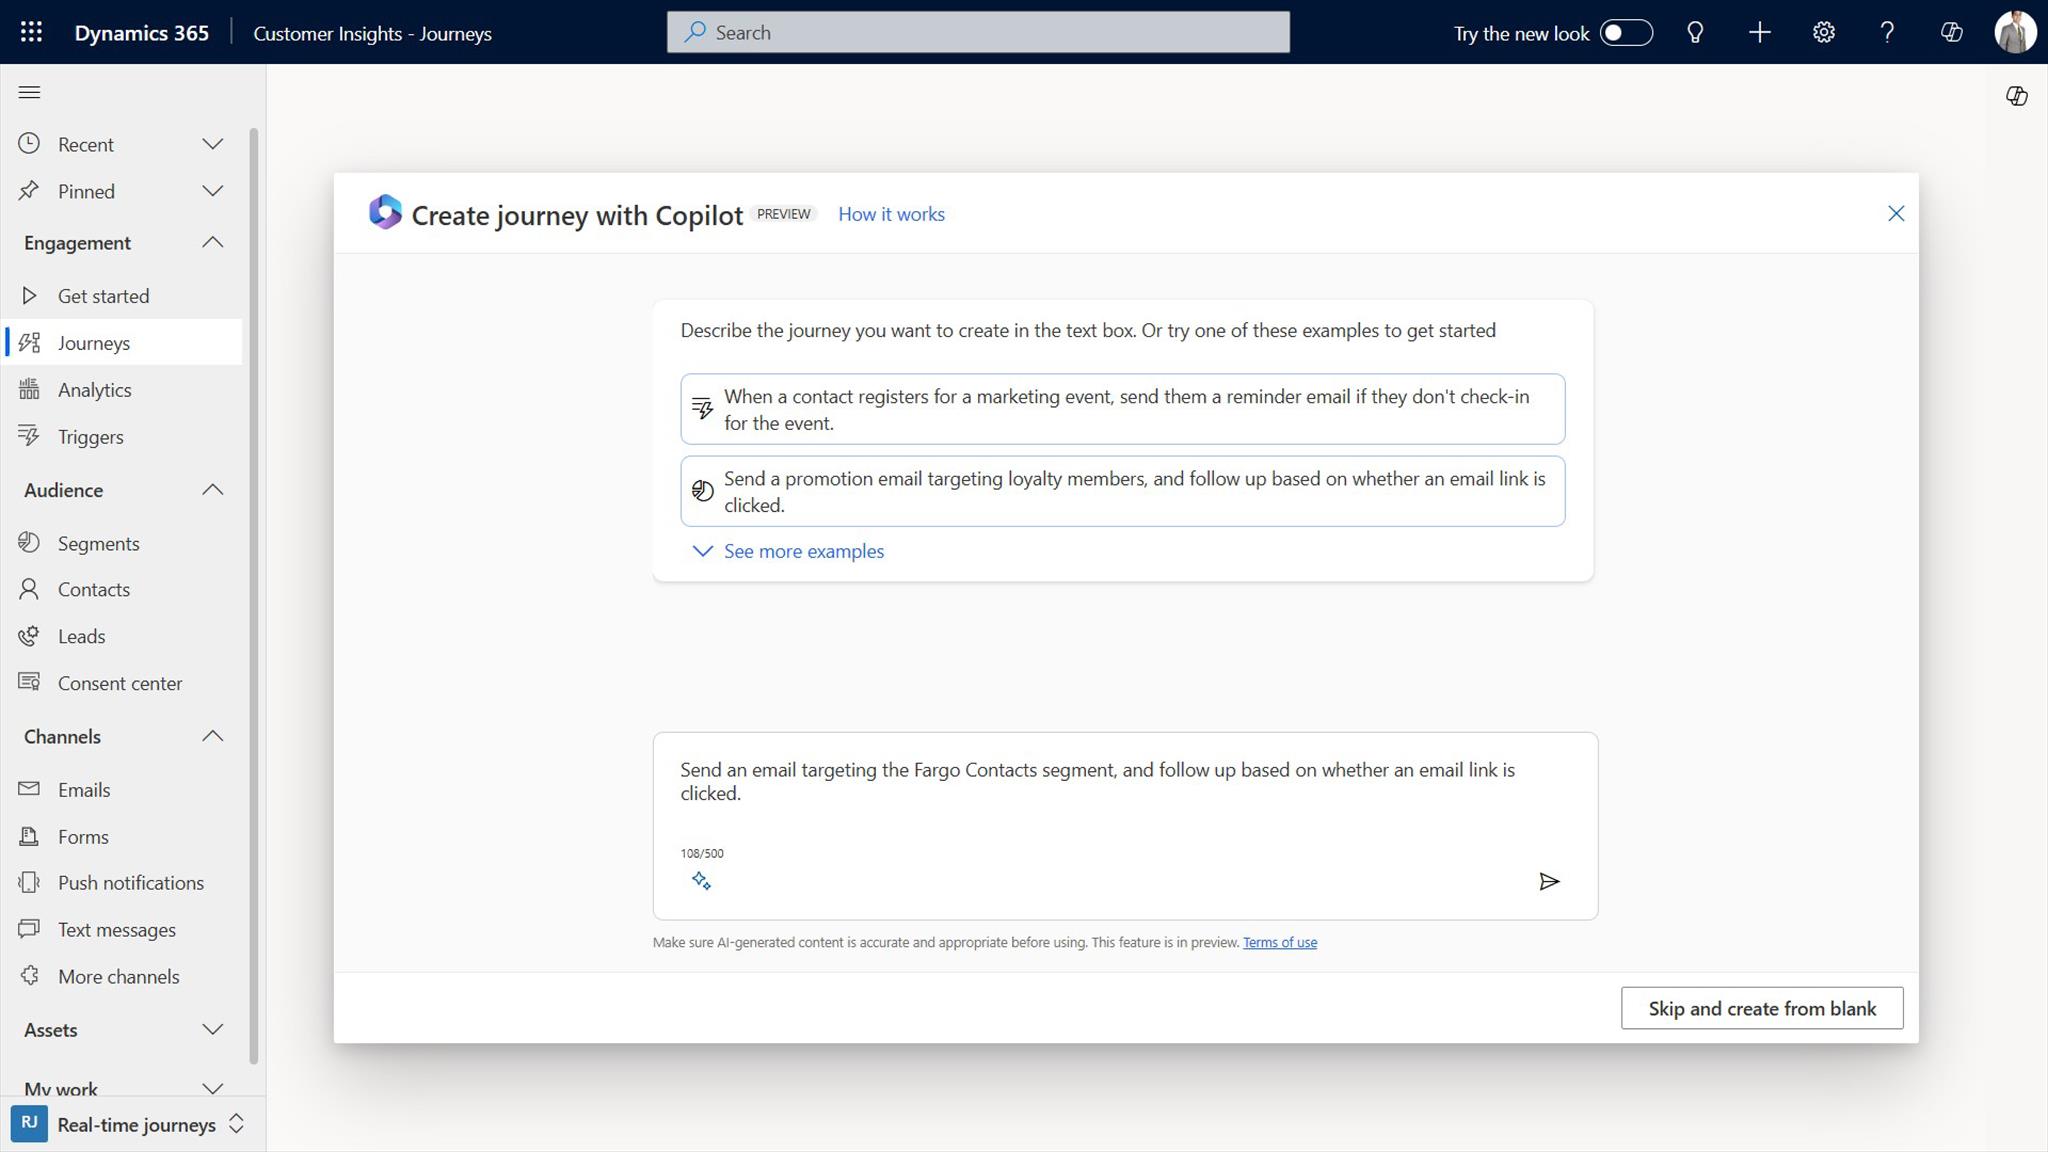 Dynamics 365
Customer Insights - Journeys
Search
Try the new look
Recent
Pinned
Engagement
Get started
Journeys
Analytics
Triggers
Audience
Segments
Contacts
Leads
Consent center
Channels
Emails
Forms
Push notifications
Text messages
More channels
Assets
My work
RJ Real-time journeys
Create journey with Copilot PREVIEW How it works
Describe the journey you want to create in the text box. Or try one of these examples to get started
When a contact registers for a marketing event, send them a reminder email if they don't check-in
for the event.
Send a promotion email targeting loyalty members, and follow up based on whether an email link is
clicked.
See more examples
Send an email targeting the Fargo Contacts segment, and follow up based on whether an email link is
clicked.
108/500
Make sure AI-generated content is accurate and appropriate before using. This feature is in preview. Terms of use
Skip and create from blank